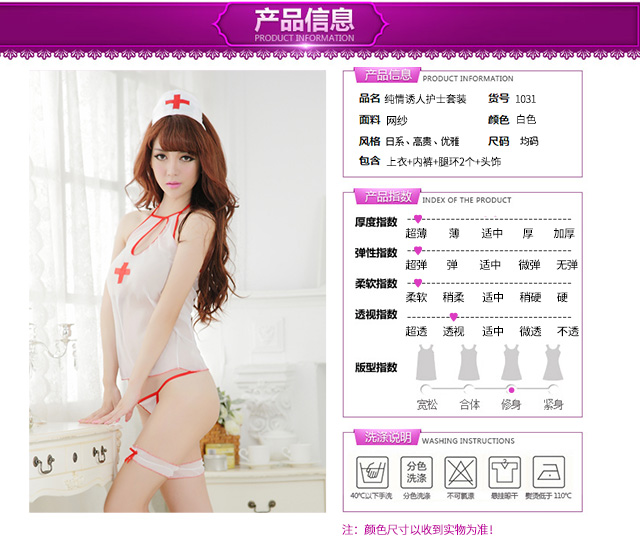 产品信息
PRODUCT INFORMATION
产品信息 PRODUCT INFORMATION
品名 纯情诱人护士套装 货号 1031
面料 网纱 颜色 白色
风格 日系、高贵、优雅 尺码 均码
包含 上衣+内裤+腿环2个+头饰
产品指数 INDEX OF THE PRODUCT
厚度指数
超薄 薄 适中 厚 加厚
弹性指数
超弹 弹 适中 微弹 无弹
柔软指数
柔软 稍柔 适中 稍硬 硬
透视指数
超透 透视 适中 微透 不透
版型指数
宽松 合体 修身 紧身
洗涤说明 WASHING INSTRUCTIONS
分色
洗涤
40℃以下手洗 分色洗涤 不可氯漂 悬挂晾干 熨烫低于110℃
注：颜色尺寸以收到实物为准！